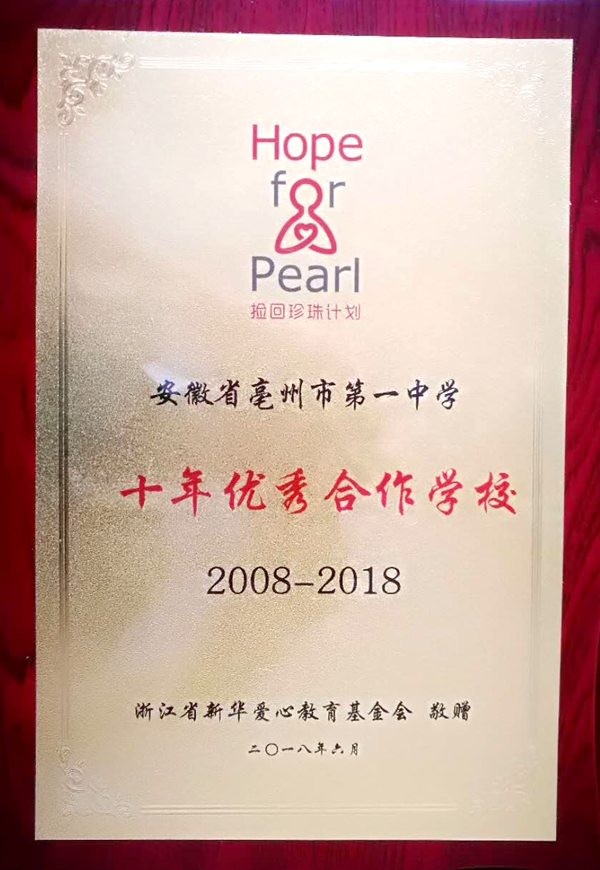 Hope
for
Pearl
捡回珍珠计划
安徽省亳州市第一中学
十年优秀合作学校
2008-2018
浙江省新华爱心教育基金会 敬赠
二〇一八年六月